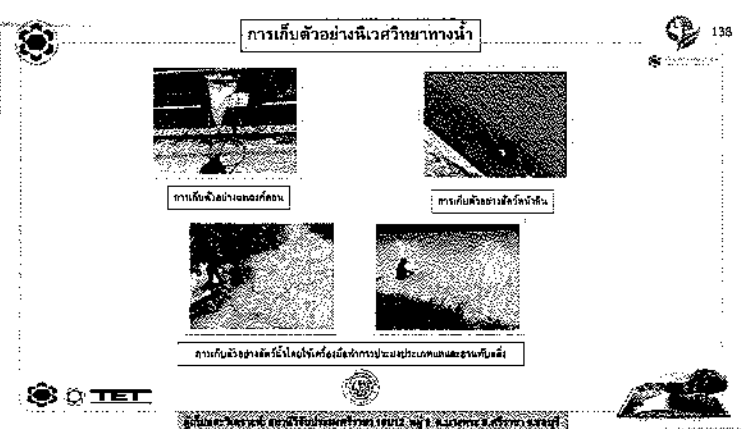 การเก็บตัวอย่างนิเวศวิทยาทางน้ำ
138
การเก็บตัวอย่างแพลงก์ตอน
การเก็บตัวอย่างสัตว์หน้าดิน
การเก็บตัวอย่างสัตว์น้ำโดยใช้เครื่องมือทำการประมงประเภทแหและอวนทับตลิ่ง
TET